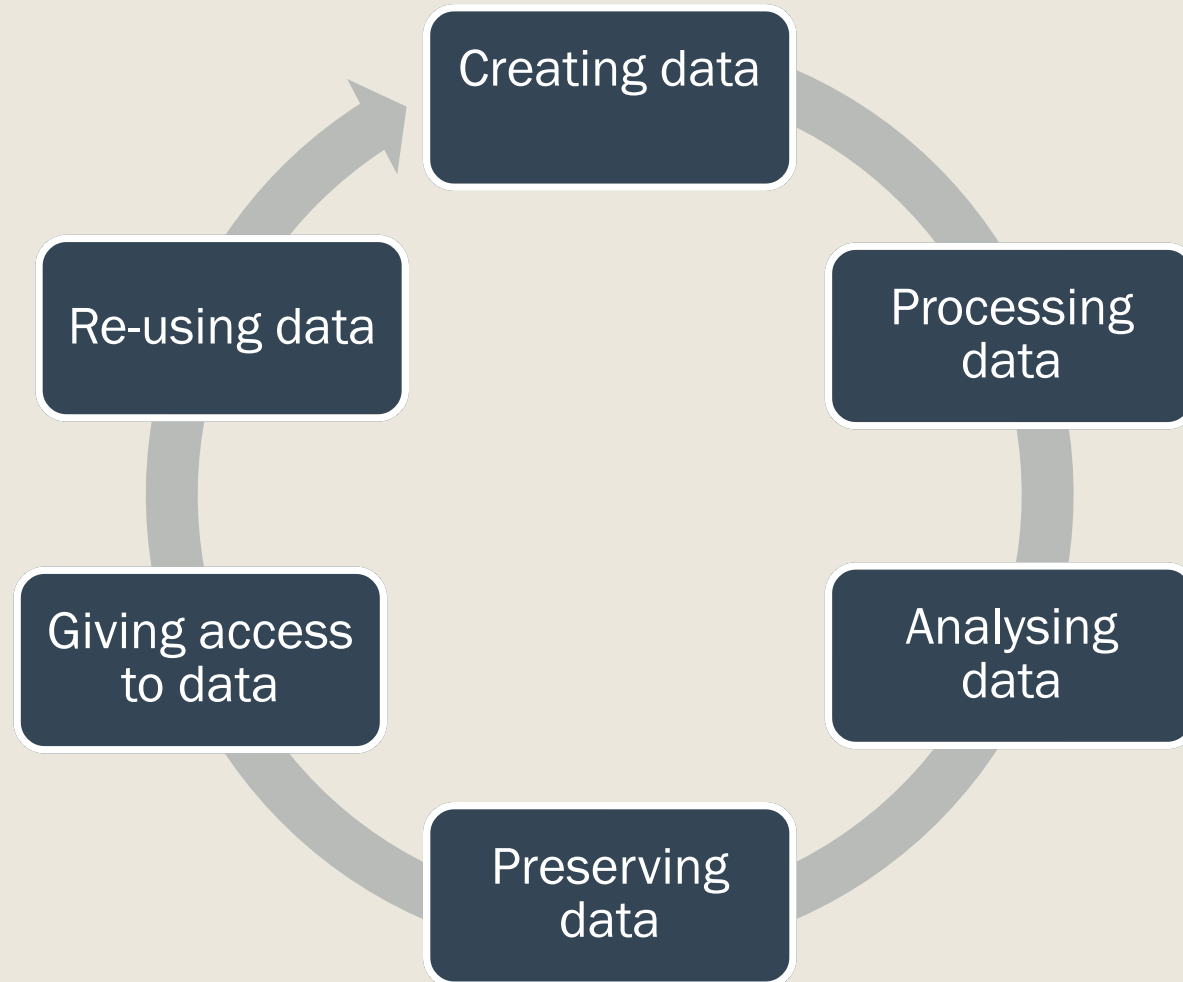 Creating data
Processing
data
Analysing
data
Preserving
data
Giving access
to data
Re-using data